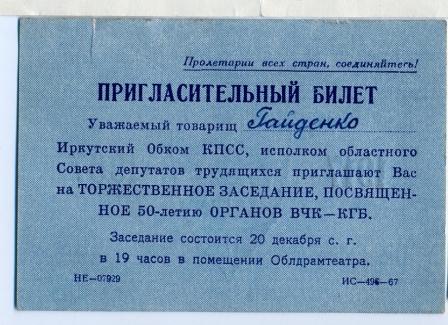 Пролетарии всех стран, соединяйтесь!
ПРИГЛАСИТЕЛЬНЫЙ БИЛЕТ
Уважаемый товарищ Гайденко
Иркутский Обком КПСС, исполком областного
Совета депутатов трудящихся приглашают Вас
на ТОРЖЕСТВЕННОЕ ЗАСЕДАНИЕ, ПОСВЯЩЕН-
НОЕ 50-летию ОРГАНОВ ВЧК—КГБ.
Заседание состоится 20 декабря с. г.
в 19 часов в помещении Облдрамтеатра.
НЕ—07929 ИС—496—67